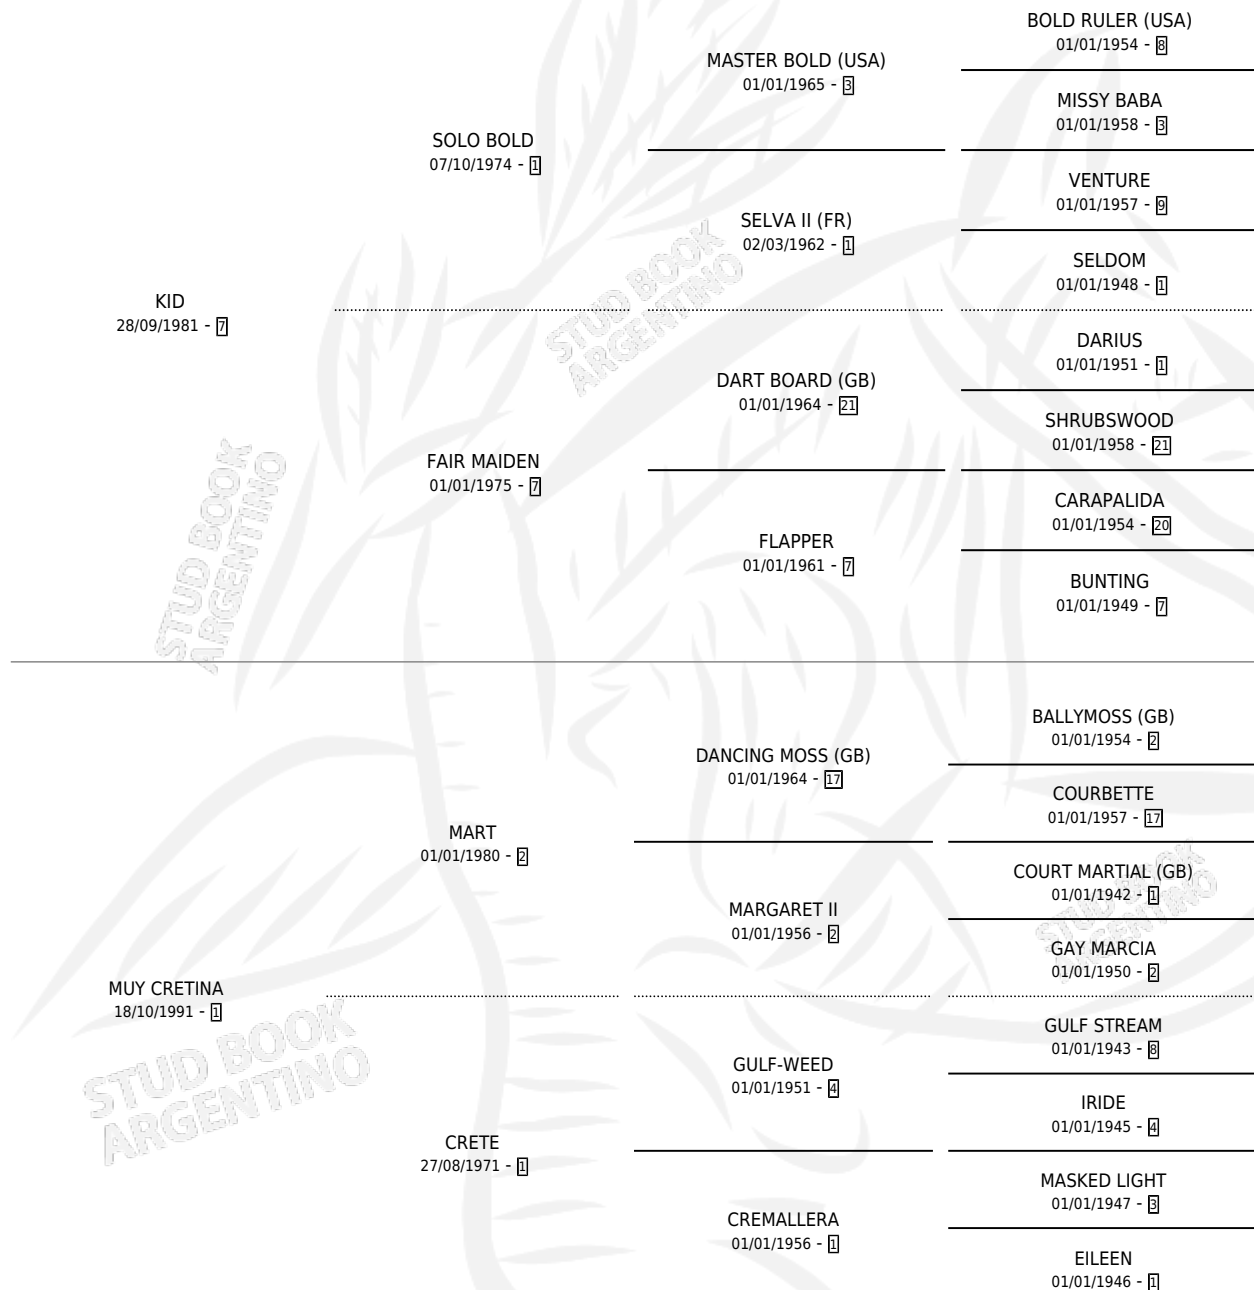 BOLD RULER (USA)
01/01/1954 - 8
MASTER BOLD (USA)
01/01/1965 - 3
MISSY BABA
01/01/1958 - 3
SOLO BOLD
07/10/1974 - 1
VENTURE
01/01/1957 - 9
SELVA II (FR)
02/03/1962 - 1
SELDOM
01/01/1948 - 1
KID
28/09/1981 - 7
STUD BOOK
ARGENTINO
DARIUS
01/01/1951 - 1
DART BOARD (GB)
01/01/1964 - 21
SHRUBSWOOD
01/01/1958 - 21
FAIR MAIDEN
01/01/1975 - 7
CARAPALIDA
01/01/1954 - 20
FLAPPER
01/01/1961 - 7
BUNTING
01/01/1949 - 7
STUD BOOK
ARGENTINO
BALLYMOSS (GB)
01/01/1954 - 2
DANCING MOSS (GB)
01/01/1964 - 17
COURBETTE
01/01/1957 - 17
MART
01/01/1980 - 2
COURT MARTIAL (GB)
01/01/1942 - 1
MARGARET II
01/01/1956 - 2
GAY MARCIA
01/01/1950 - 2
STUD BOOK
ARGENTINO
MUY CRETINA
18/10/1991 - 1
GULF STREAM
01/01/1943 - 8
GULF-WEED
01/01/1951 - 4
IRIDE
01/01/1945 - 4
STUD BOOK
ARGENTINO
CRETE
27/08/1971 - 1
MASKED LIGHT
01/01/1947 - 3
CREMALLERA
01/01/1956 - 1
EILEEN
01/01/1946 - 1